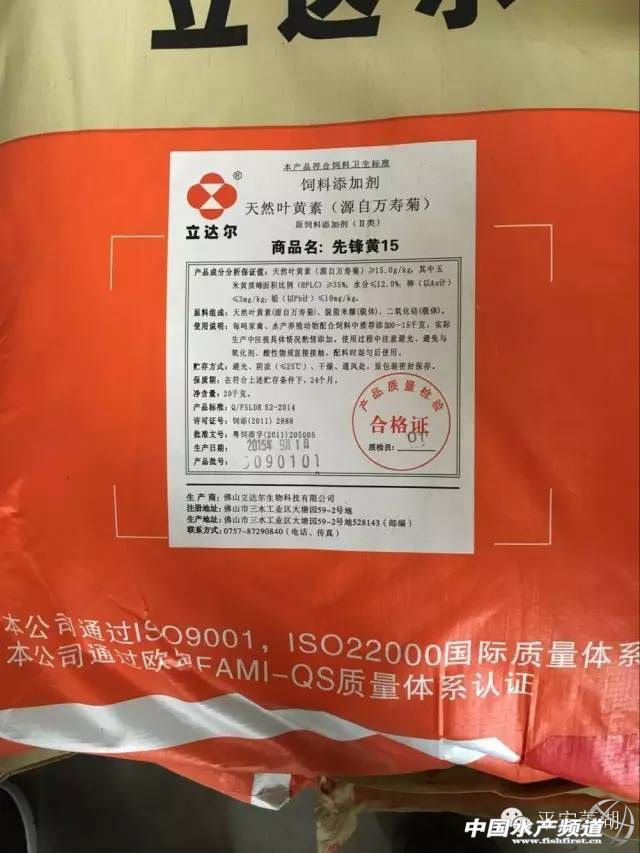 立达尔
本产品符合饲料卫生标准
饲料添加剂
天然叶黄素（源自万寿菊）
原饲料添加剂（Ⅱ类）
®
立达尔
商品名: 先锋黄15
产品成分分析保证值: 天然叶黄素（源自万寿菊）≥15.0g/kg, 其中玉
米黄质峰面积比例（HPLC）≥35%; 水分≤12.0%; 砷（以As计）
≤3mg/kg; 铅（以Pb计）≤10mg/kg.
原料组成: 天然叶黄素(源自万寿菊)、脱脂米糠(载体)、二氧化硅(载体)。
使用说明: 每吨家禽、水产养殖动物配合饲料中推荐添加0-15千克, 实际
生产中应视具体情况酌情添加。使用过程中注意避光、避免与
氧化剂、酸性物质直接接触, 配料时混匀后使用。
贮存方式: 避光、阴凉（≤25℃）、干燥、通风处, 原包装密封保存。
保质期: 在符合上述贮存条件下, 24个月。
净含量: 20千克。
产品标准: Q/FSLDR 52-2014
许可证号: 饲添(2011) 2888
批准文号: 粤饲添字(2011)205005
生产日期: 2015年 9月 1日
产品批号: 5090101
产品质量检验
合格证
质检员: 01
生 产 商: 佛山立达尔生物科技有限公司
注册地址: 佛山市三水工业区大塘园59-2号地
生产地址: 佛山市三水工业区大塘园59-2号地528143（邮编）
联系方式: 0757-87290840（电话、传真）
本公司通过ISO9001, ISO22000国际质量体系
本公司通过欧包FAMI-QS质量体系认证
平安芜湖
中国水产频道
www.fishfirst.cn